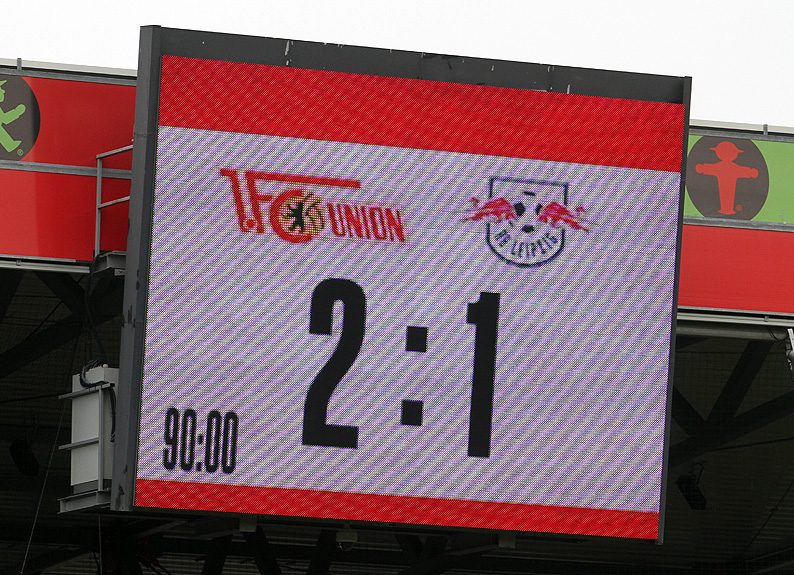 1.FC UNION
RB LEIPZIG
2:1
90:00